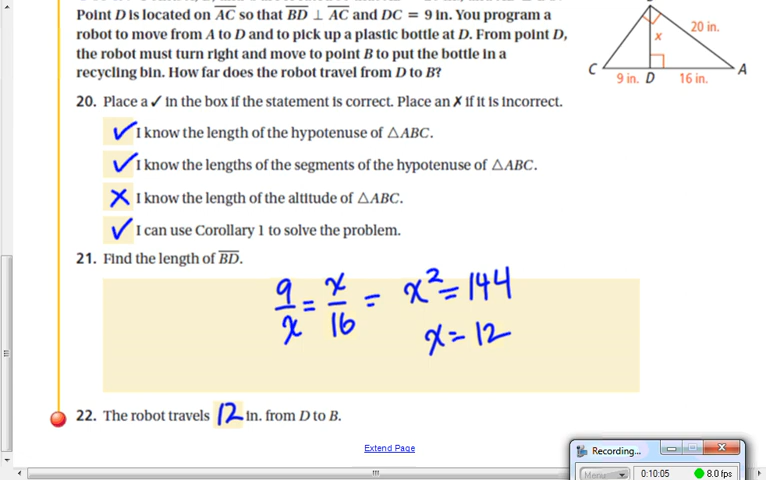 Point D is located on AC so that BD ⊥ AC and DC = 9 in. You program a
robot to move from A to D and to pick up a plastic bottle at D. From point D,
the robot must turn right and move to point B to put the bottle in a
recycling bin. How far does the robot travel from D to B?
20 in.
x
C
A
9 in. D 16 in.
20. Place a ✓ in the box if the statement is correct. Place an ✗ if it is incorrect.
✓ I know the length of the hypotenuse of △ABC.
✓ I know the lengths of the segments of the hypotenuse of △ABC.
✗ I know the length of the altitude of △ABC.
✓ I can use Corollary 1 to solve the problem.
21. Find the length of BD.
9/x = x/16 = x² = 144
x = 12
22. The robot travels 12 in. from D to B.
Extend Page
Recording...
Menu
0:10:05
8.0 fps